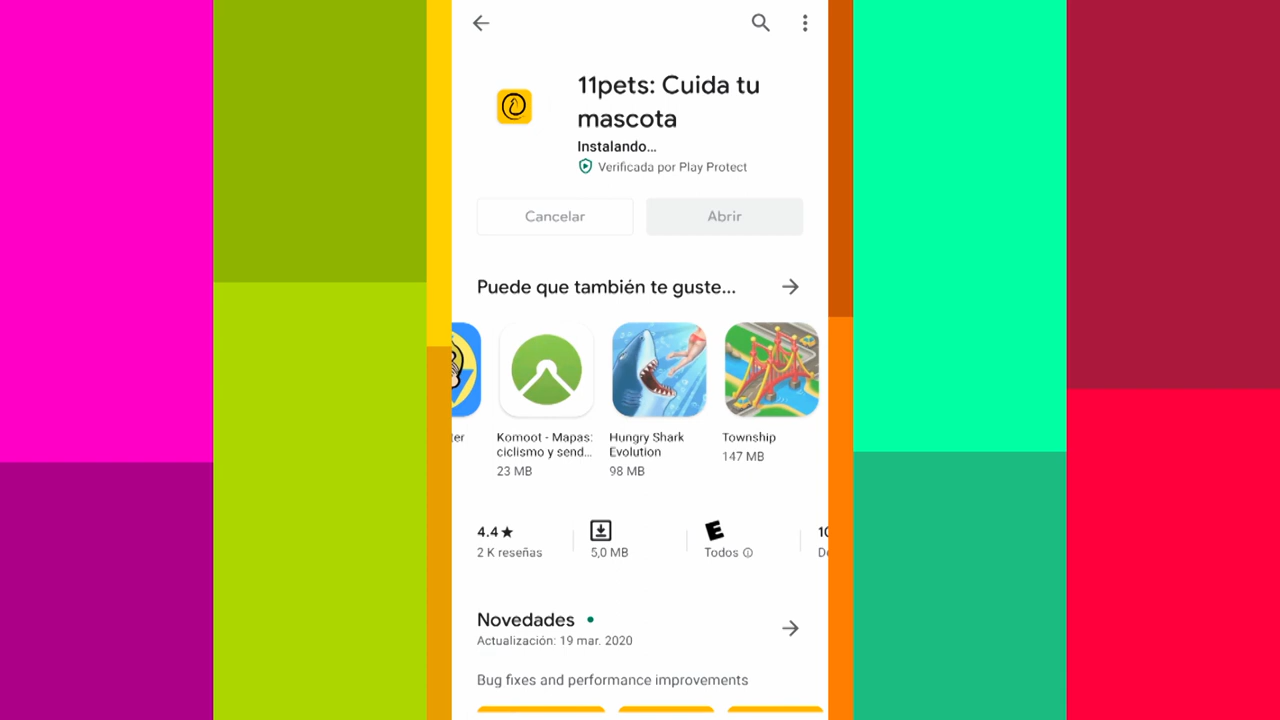 11pets: Cuida tu
mascota
Instalando...
Verificada por Play Protect
Cancelar
Abrir
Puede que también te guste...
ter
Komoot - Mapas:
ciclismo y send...
23 MB
Hungry Shark
Evolution
98 MB
Township
147 MB
4.4★
2 K reseñas
5,0 MB
E
Todos
Novedades
Actualización: 19 mar. 2020
Bug fixes and performance improvements